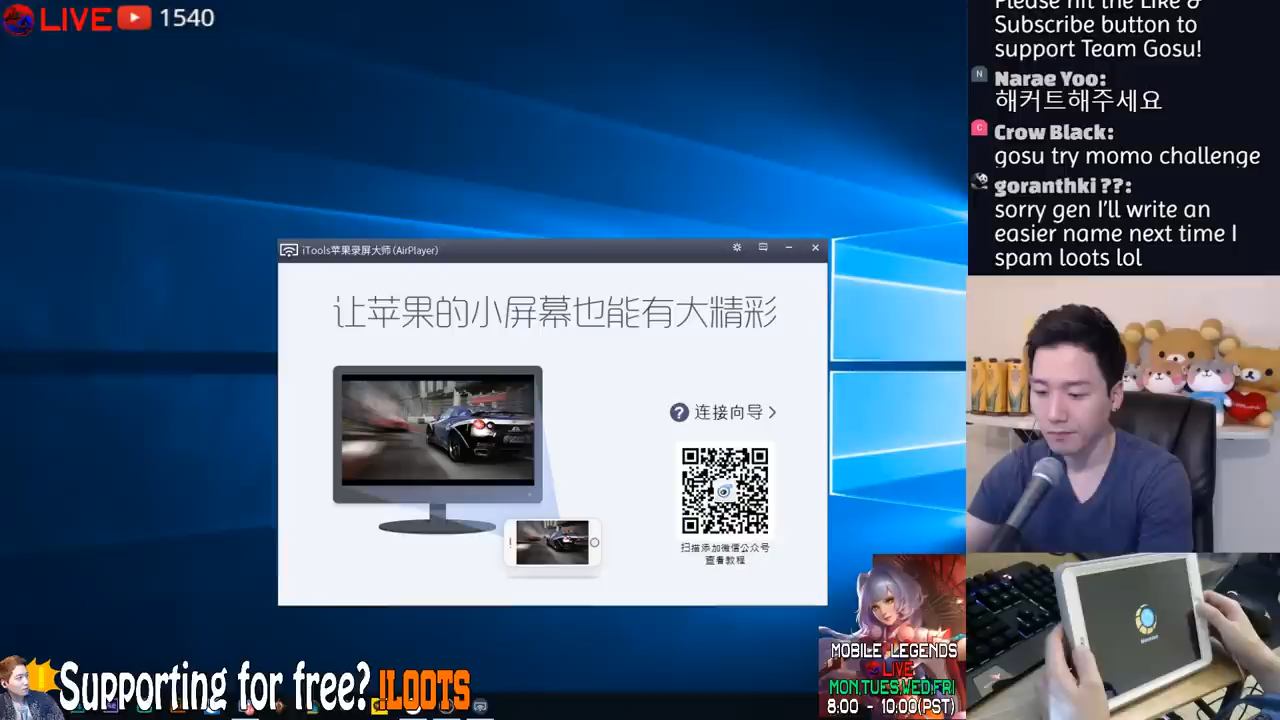 LIVE 1540
Please hit the Like &
Subscribe button to
support Team Gosu!
N
Narae Yoo:
해커트해주세요
C
Crow Black:
gosu try momo challenge
goranthki ??:
sorry gen I'll write an
easier name next time I
spam loots lol
iTools苹果录屏大师(AirPlayer)
让苹果的小屏幕也能有大精彩
? 连接向导 >
扫描添加微信公众号
查看教程
MOBILE LEGENDS
LIVE
MON,TUES,WED,FRI
8:00 - 10:00(PST)
Supporting for free? !LOOTS